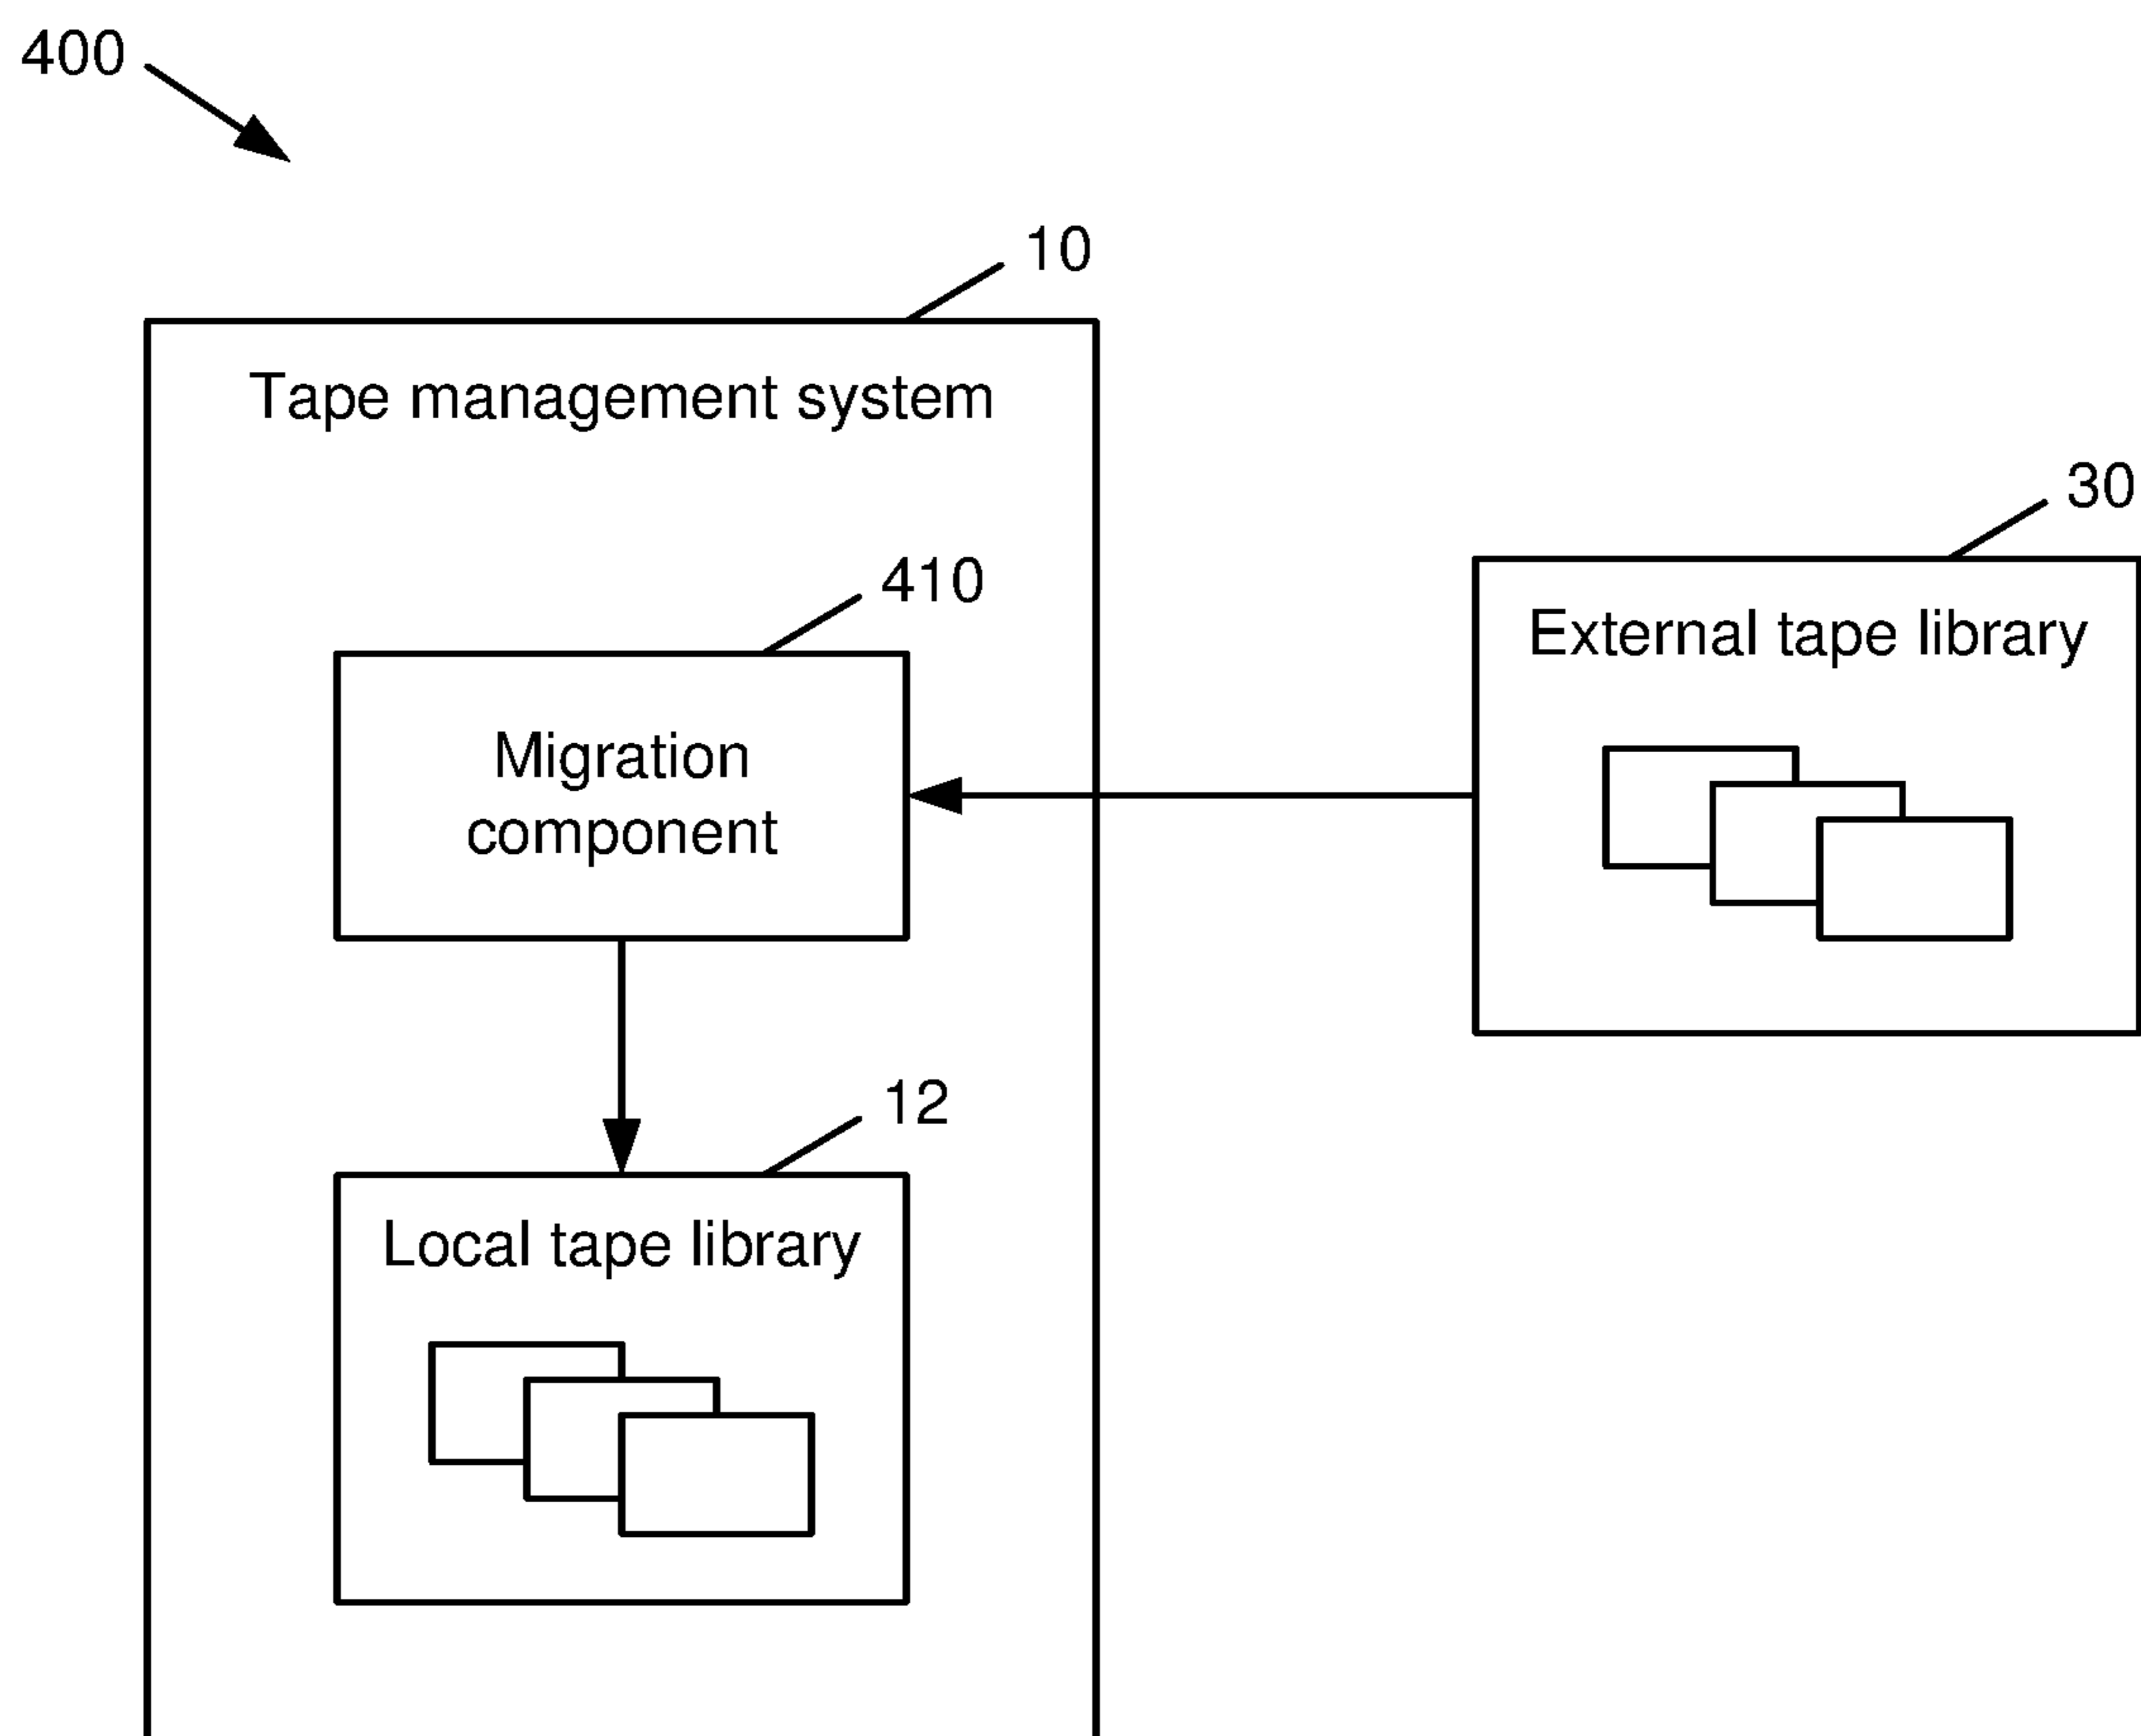 400
10
Tape management system
30
410
External tape library
Migration
component
12
Local tape library